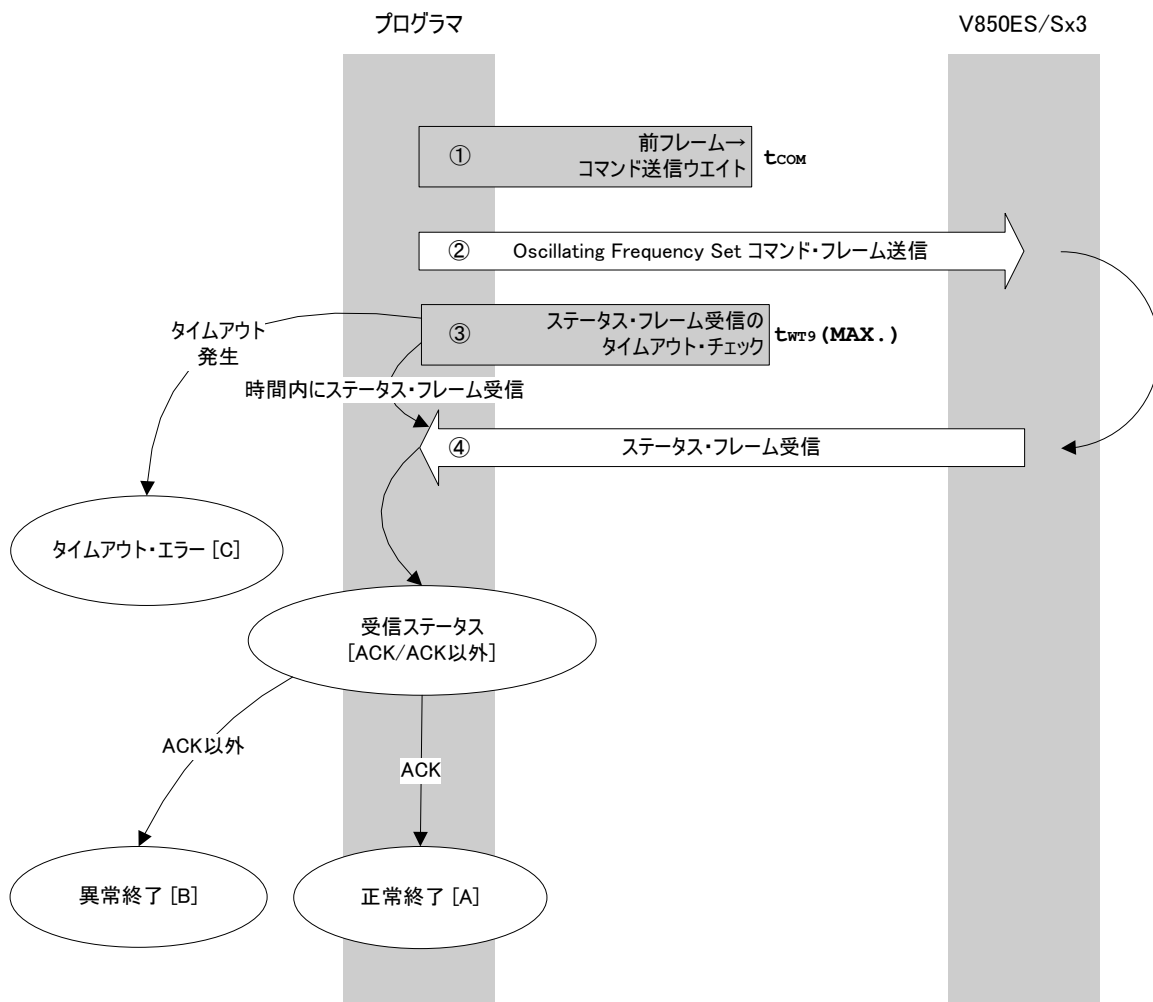 プログラマ
V850ES/Sx3
① 前フレーム→
コマンド送信ウエイト
tCOM
② Oscillating Frequency Set コマンド・フレーム送信
③ ステータス・フレーム受信の
タイムアウト・チェック
tWT9(MAX.)
タイムアウト
発生
時間内にステータス・フレーム受信
④ ステータス・フレーム受信
タイムアウト・エラー [C]
受信ステータス
[ACK/ACK以外]
ACK以外
ACK
異常終了 [B]
正常終了 [A]